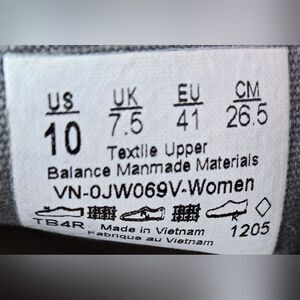 US UK EU CM
10 7.5 41 26.5
Textile Upper
Balance Manmade Materials
VN-0JW069V-Women
TB4R Made in Vietnam 1205
Fabrique au Vietnam